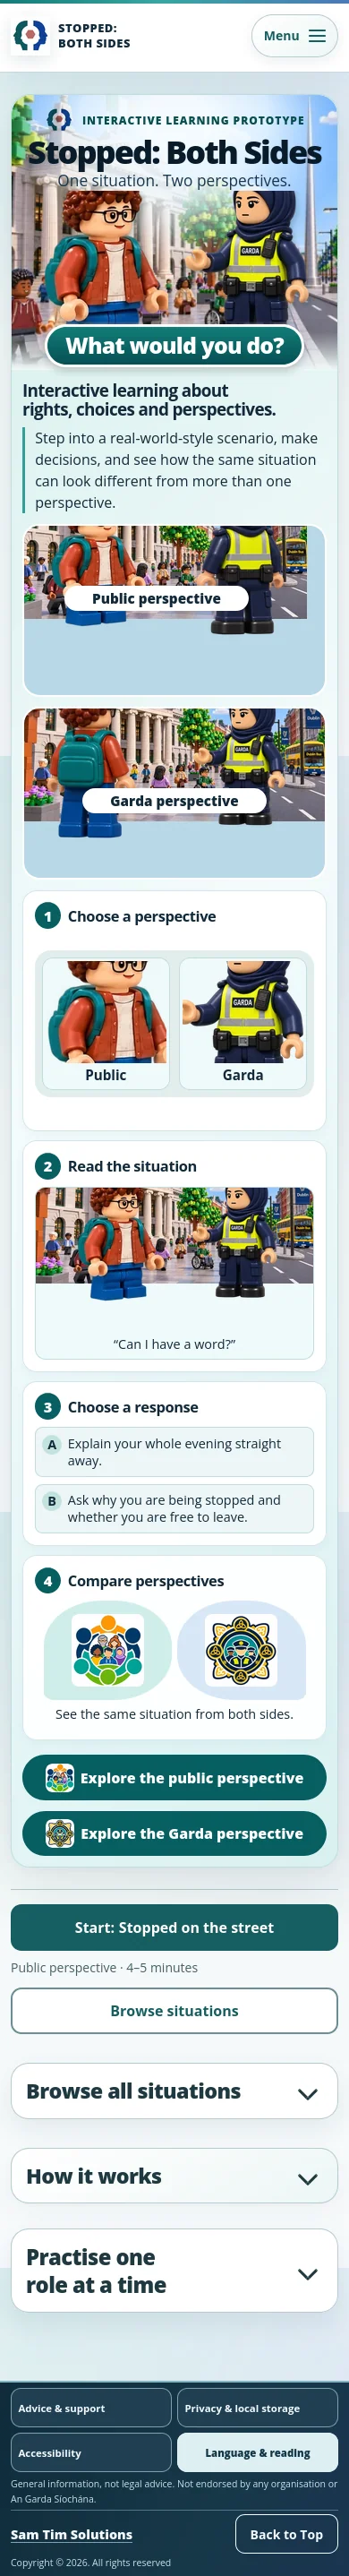 STOPPED:
BOTH SIDES
Menu
INTERACTIVE LEARNING PROTOTYPE
Stopped: Both Sides
One situation. Two perspectives.
GARDA
What would you do?
Interactive learning about
rights, choices and perspectives.
Step into a real-world-style scenario, make
decisions, and see how the same situation
can look different from more than one
perspective.
Public perspective
GARDA
Garda perspective
1 Choose a perspective
GARDA
Public
Garda
2 Read the situation
GARDA
“Can I have a word?”
3 Choose a response
A Explain your whole evening straight
away.
B Ask why you are being stopped and
whether you are free to leave.
4 Compare perspectives
See the same situation from both sides.
Explore the public perspective
Explore the Garda perspective
Start: Stopped on the street
Public perspective · 4–5 minutes
Browse situations
Browse all situations
How it works
Practise one
role at a time
Advice & support
Privacy & local storage
Accessibility
Language & reading
General information, not legal advice. Not endorsed by any organisation or
An Garda Síochána.
Sam Tim Solutions
Back to Top
Copyright © 2026. All rights reserved